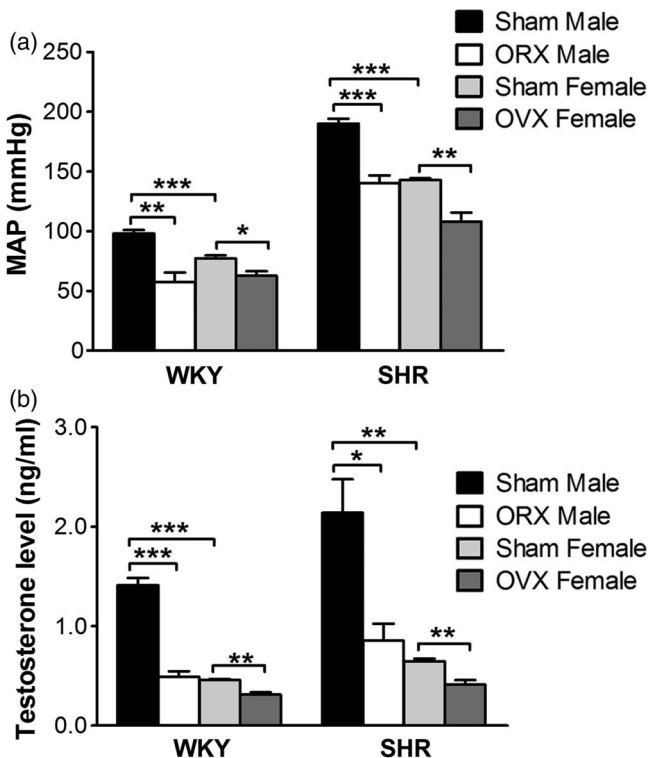 (a)
MAP (mmHg)
250
200
150
100
50
0
***
**
*
***
***
**
WKY
SHR
Sham Male
ORX Male
Sham Female
OVX Female
(b)
Testosterone level (ng/ml)
3.0
2.0
1.0
0.0
***
***
**
**
*
**
WKY
SHR
Sham Male
ORX Male
Sham Female
OVX Female